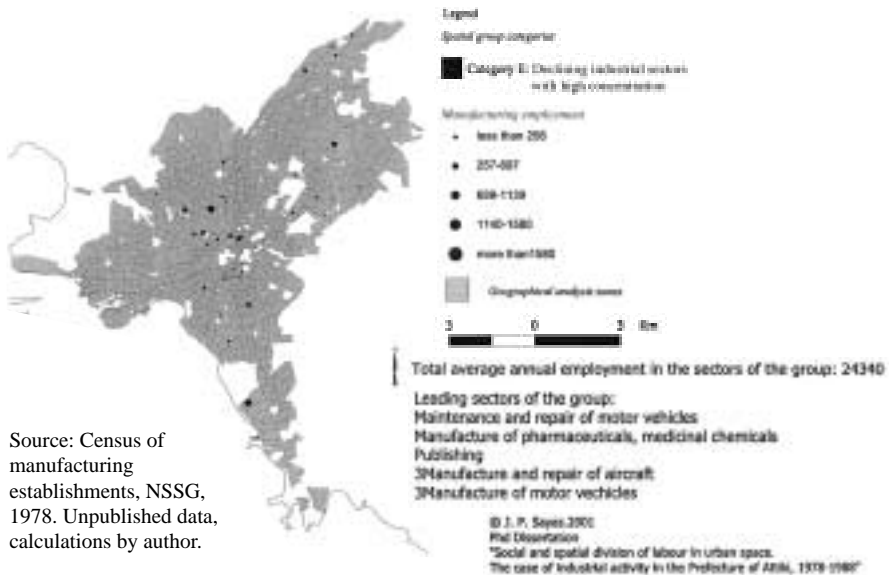 Legend
Spatial group categories
Category E: Declining industrial sectors
with high concentration
Manufacturing employment
less than 256
257-
1140-1580
more than1580
Geographical analysis zones
3 0 3 Km
Total average annual employment in the sectors of the group: 24340
Leading sectors of the group:
Maintenance and repair of motor vehicles
Manufacture of pharmaceuticals, medicinal chemicals
Publishing
3Manufacture and repair of aircraft
3Manufacture of motor vechicles
Source: Census of
manufacturing
establishments, NSSG,
1978. Unpublished data,
calculations by author.
© J. P. Sayas.2001
Phd Dissertation
"Social and spatial division of labour in urban space.
The case of industrial activity in the Prefecture of Attiki, 1978-1988"